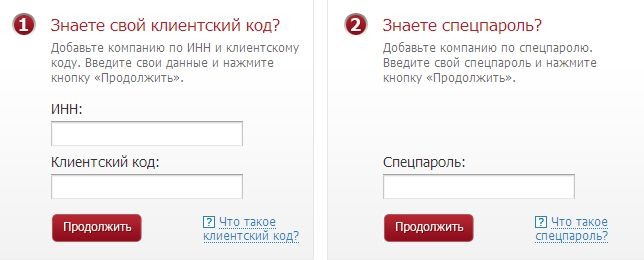 1 Знаете свой клиентский код?
Добавьте компанию по ИНН и клиентскому
коду. Введите свои данные и нажмите
кнопку «Продолжить».
ИНН:
Клиентский код:
Продолжить
? Что такое
клиентский код?
2 Знаете спецпароль?
Добавьте компанию по спецпаролю.
Введите свой спецпароль и нажмите
кнопку «Продолжить».
Спецпароль:
Продолжить
? Что такое
спецпароль?